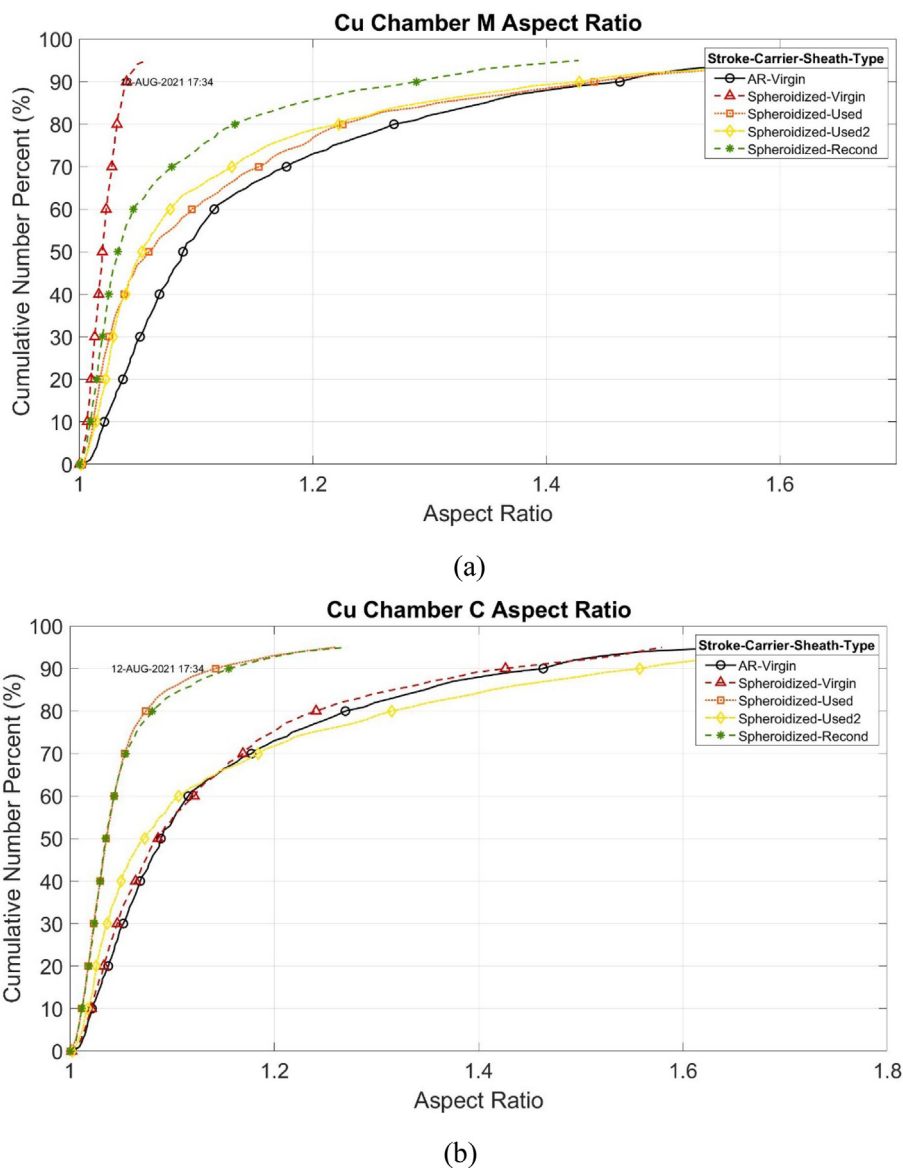 (a)
Cu Chamber M Aspect Ratio
Cumulative Number Percent (%)
100
90
80
70
60
50
40
30
20
10
0
-AUG-2021 17:34
Stroke-Carrier-Sheath-Type
AR-Virgin
Spheroidized-Virgin
Spheroidized-Used
Spheroidized-Used2
Spheroidized-Recond
1
1.2
1.4
1.6
Aspect Ratio
(a)
Cu Chamber C Aspect Ratio
Cumulative Number Percent (%)
100
90
80
70
60
50
40
30
20
10
0
12-AUG-2021 17:34
Stroke-Carrier-Sheath-Type
AR-Virgin
Spheroidized-Virgin
Spheroidized-Used
Spheroidized-Used2
Spheroidized-Recond
1
1.2
1.4
1.6
1.8
Aspect Ratio
(b)